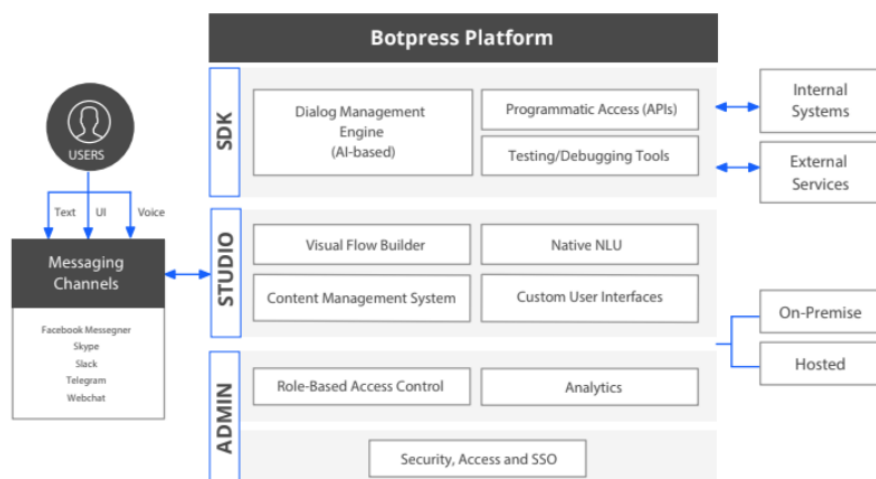 Botpress Platform
USERS
Text
UI
Voice
Messaging
Channels
Facebook Messegner
Skype
Slack
Telegram
Webchat
SDK
Dialog Management
Engine
(AI-based)
Programmatic Access (APIs)
Testing/Debugging Tools
STUDIO
Visual Flow Builder
Native NLU
Content Management System
Custom User Interfaces
ADMIN
Role-Based Access Control
Analytics
Security, Access and SSO
Internal
Systems
External
Services
On-Premise
Hosted